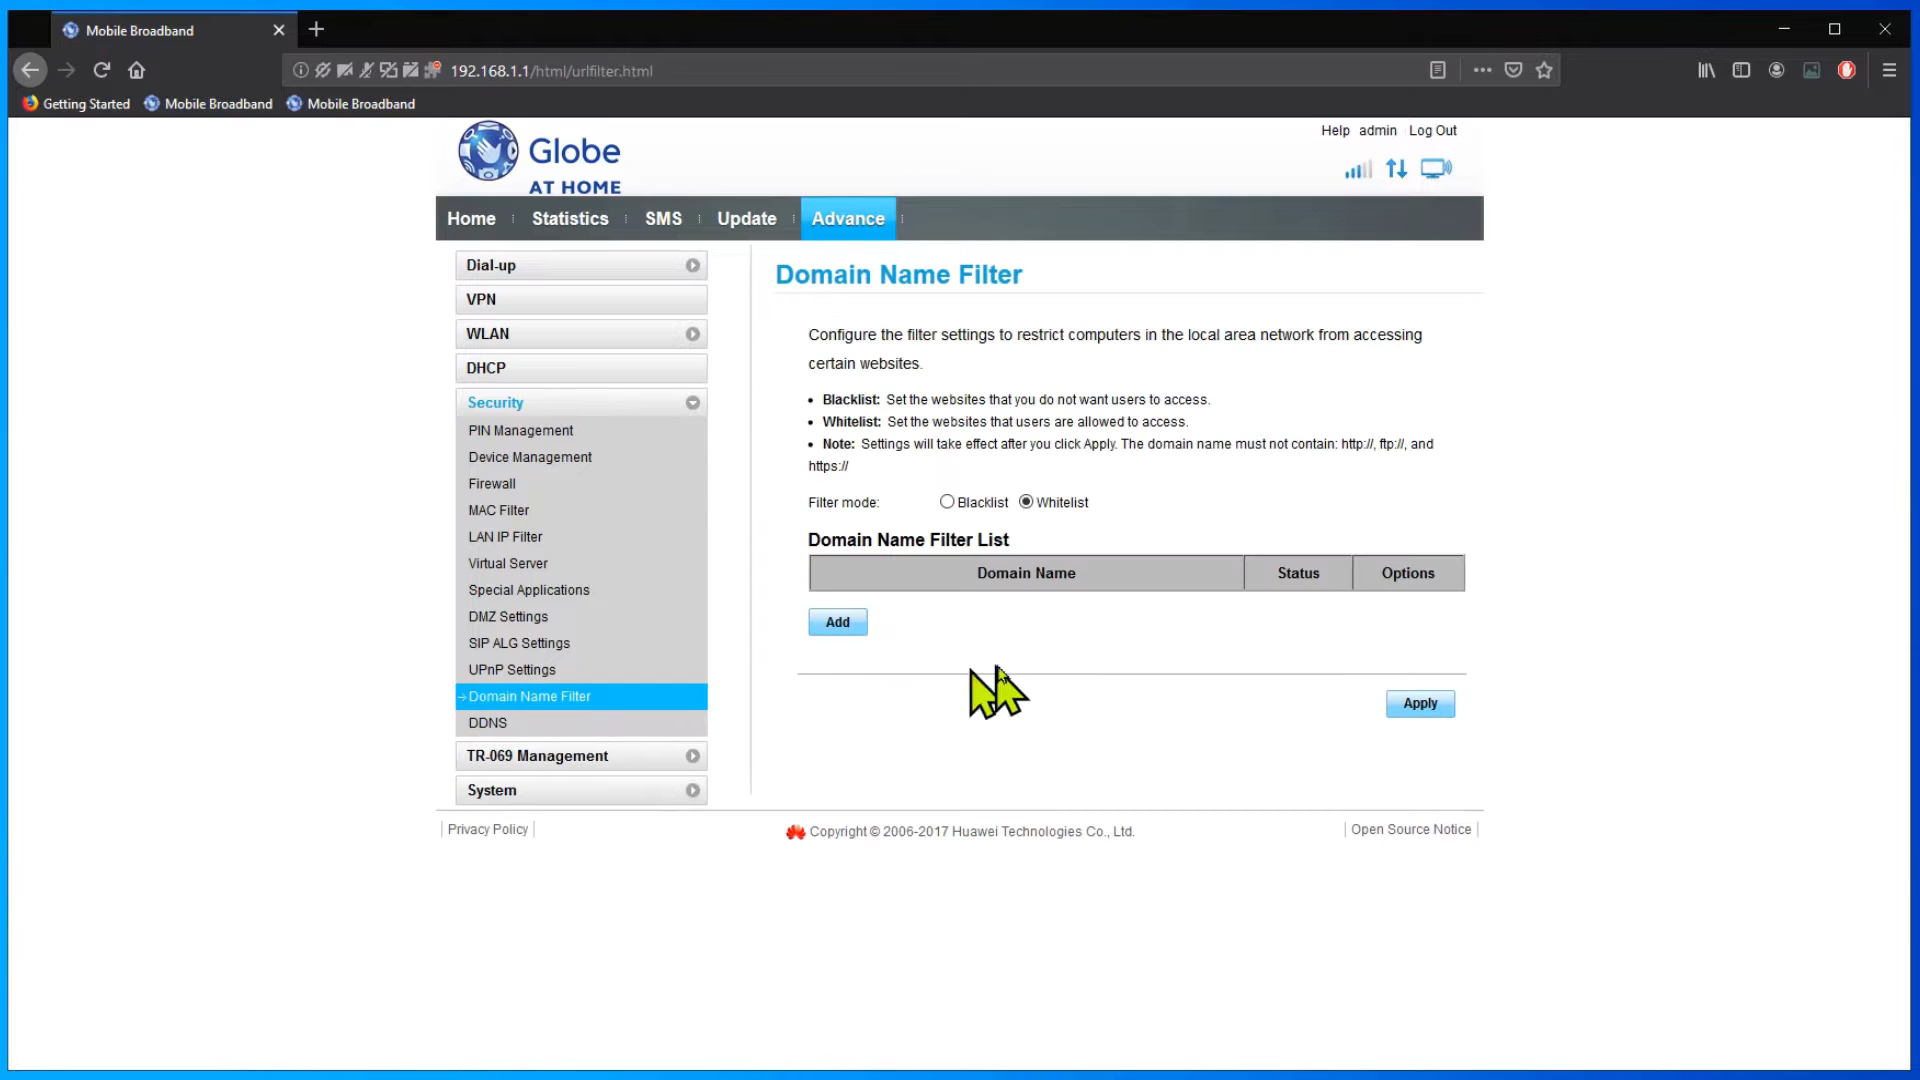 Mobile Broadband
192.168.1.1/html/urlfilter.html
Getting Started Mobile Broadband Mobile Broadband
Globe
AT HOME
Help admin Log Out
Home Statistics SMS Update Advance
Dial-up
VPN
WLAN
DHCP
Security
PIN Management
Device Management
Firewall
MAC Filter
LAN IP Filter
Virtual Server
Special Applications
DMZ Settings
SIP ALG Settings
UPnP Settings
→Domain Name Filter
DDNS
TR-069 Management
System
Domain Name Filter
Configure the filter settings to restrict computers in the local area network from accessing
certain websites.
• Blacklist: Set the websites that you do not want users to access.
• Whitelist: Set the websites that users are allowed to access.
• Note: Settings will take effect after you click Apply. The domain name must not contain: http://, ftp://, and
https://
Filter mode: Blacklist Whitelist
Domain Name Filter List
Domain Name Status Options
Add
Apply
Privacy Policy
Copyright © 2006-2017 Huawei Technologies Co., Ltd.
Open Source Notice